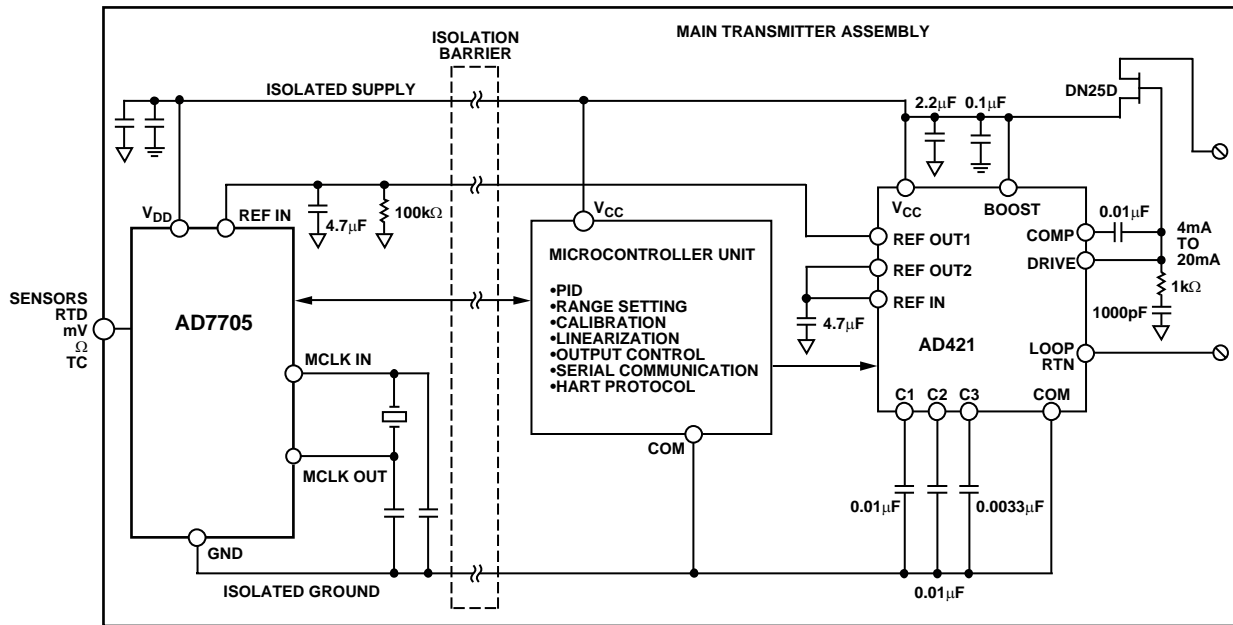 MAIN TRANSMITTER ASSEMBLY
ISOLATION
BARRIER
ISOLATED SUPPLY
DN25D
2.2μF
0.1μF
VDD
REF IN
4.7μF
100kΩ
VCC
VCC
BOOST
0.01μF
COMP
4mA
TO
20mA
DRIVE
1kΩ
1000pF
REF OUT1
REF OUT2
REF IN
4.7μF
AD421
LOOP
RTN
C1
C2
C3
COM
MICROCONTROLLER UNIT
•PID
•RANGE SETTING
•CALIBRATION
•LINEARIZATION
•OUTPUT CONTROL
•SERIAL COMMUNICATION
•HART PROTOCOL
COM
SENSORS
RTD
mV
Ω
TC
AD7705
MCLK IN
MCLK OUT
GND
ISOLATED GROUND
0.01μF
0.0033μF
0.01μF